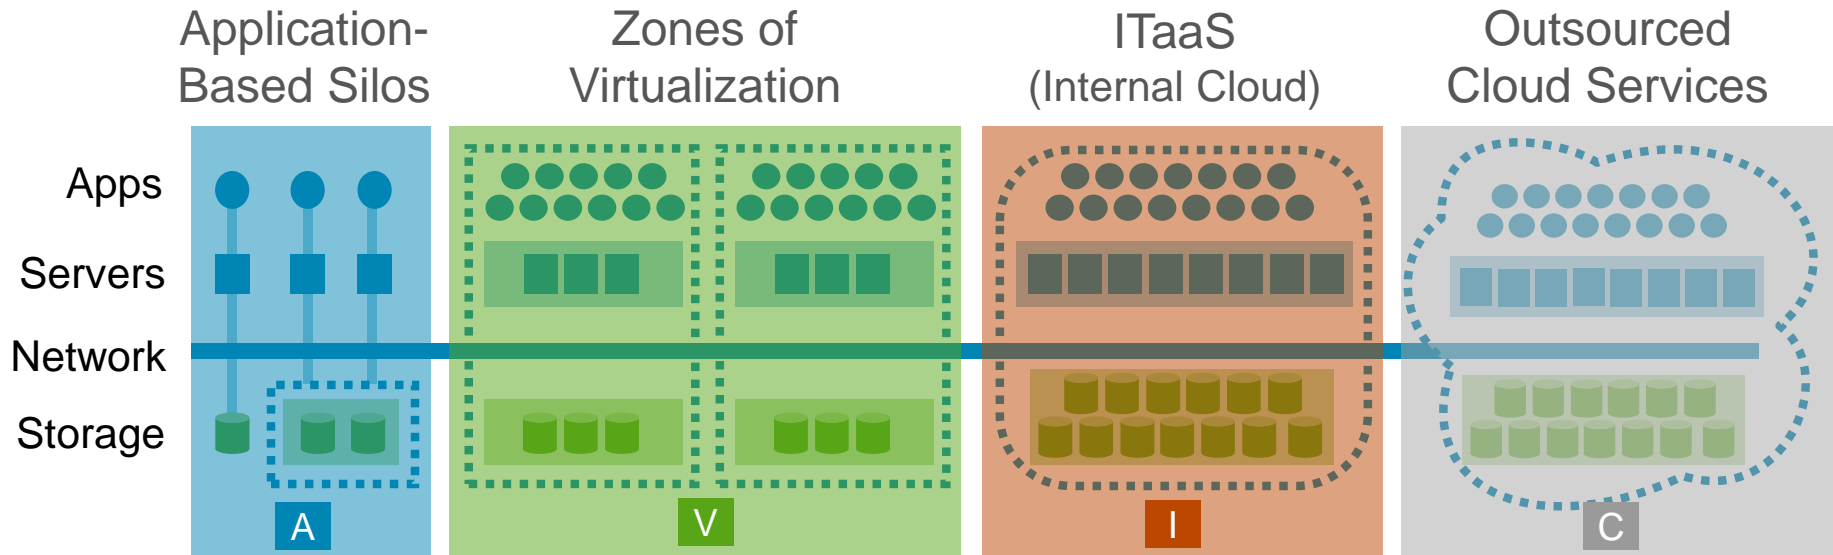 Application-
Based Silos
Zones of
Virtualization
ITaaS
(Internal Cloud)
Outsourced
Cloud Services
Apps
Servers
Network
Storage
A
V
I
C